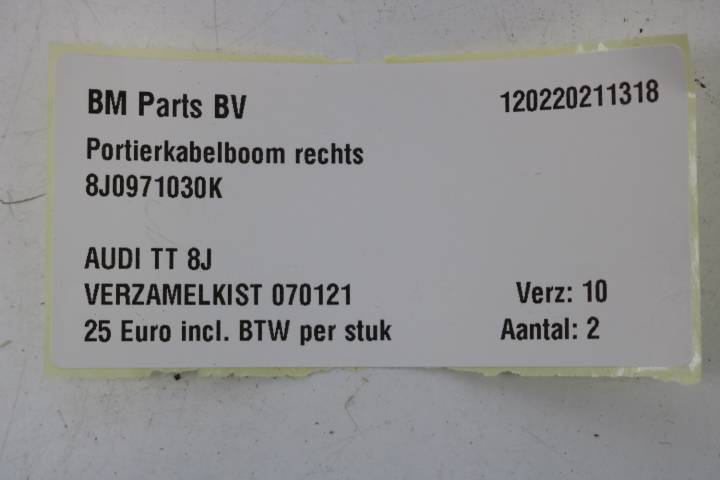 BM Parts BV 120220211318
Portierkabelboom rechts
8J0971030K
AUDI TT 8J
VERZAMELKIST 070121 Verz: 10
25 Euro incl. BTW per stuk Aantal: 2